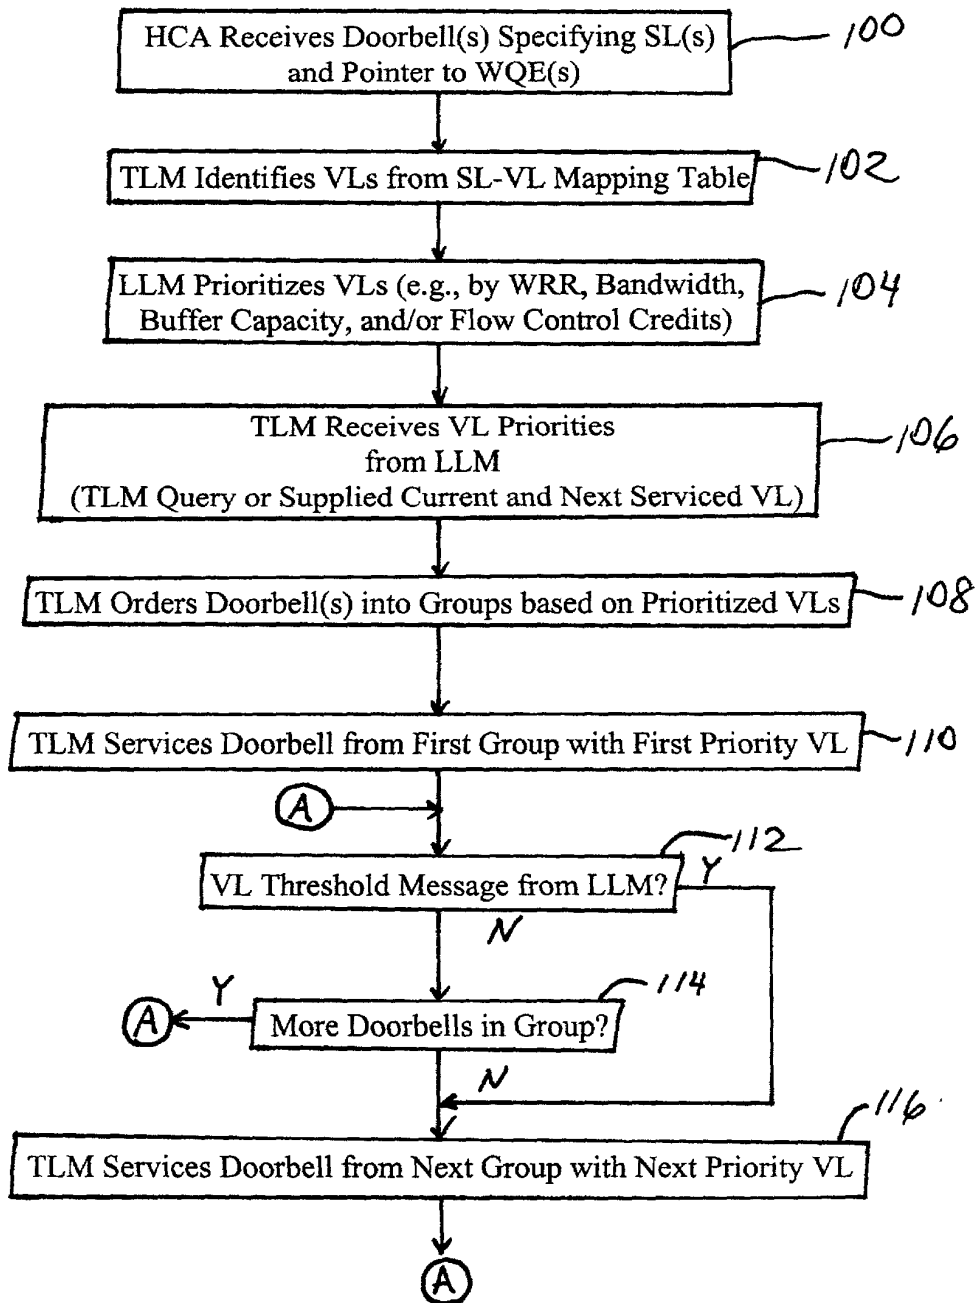 HCA Receives Doorbell(s) Specifying SL(s)
and Pointer to WQE(s)
100
TLM Identifies VLs from SL-VL Mapping Table
102
LLM Prioritizes VLs (e.g., by WRR, Bandwidth,
Buffer Capacity, and/or Flow Control Credits)
104
TLM Receives VL Priorities
from LLM
(TLM Query or Supplied Current and Next Serviced VL)
106
TLM Orders Doorbell(s) into Groups based on Prioritized VLs
108
TLM Services Doorbell from First Group with First Priority VL
110
A
112
VL Threshold Message from LLM?
Y
N
114
Y
A
More Doorbells in Group?
N
116
TLM Services Doorbell from Next Group with Next Priority VL
A